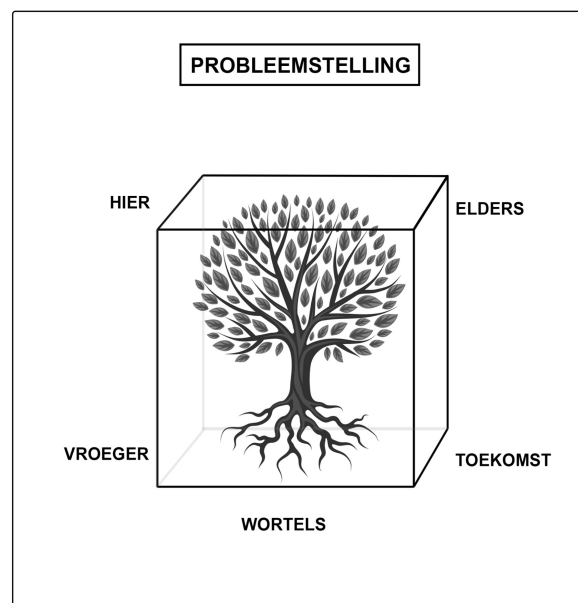 PROBLEEMSTELLING
HIER
ELDERS
VROEGER
TOEKOMST
WORTELS